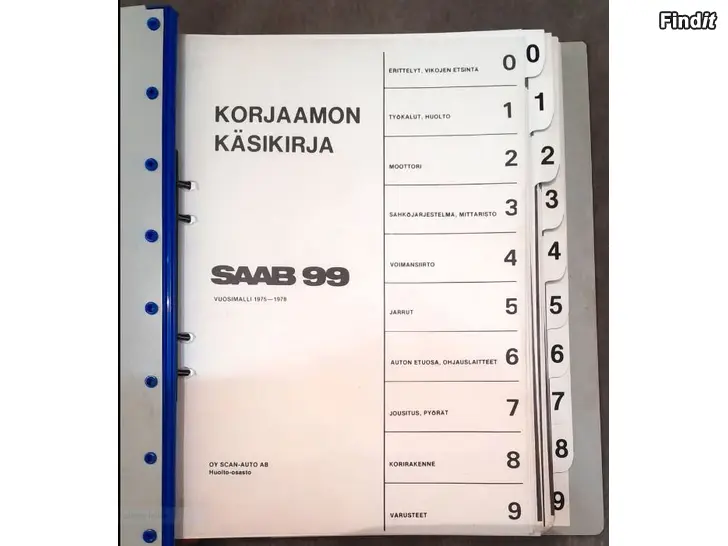 Findit
KORJAAMON
KÄSIKIRJA
SAAB 99
VUOSIMALLI 1975—1978
OY SCAN-AUTO AB
Huolto-osasto
ERITTELYT, VIKOJEN ETSINTÄ 0
TYÖKALUT, HUOLTO 1
MOOTTORI 2
SÄHKÖJÄRJESTELMÄ, MITTARISTO 3
VOIMANSIIRTO 4
JARRUT 5
AUTON ETUOSA, OHJAUSLAITTEET 6
JOUSITUS, PYÖRÄT 7
KORIRAKENNE 8
VARUSTEET 9
0
1
2
3
4
5
6
7
8
9